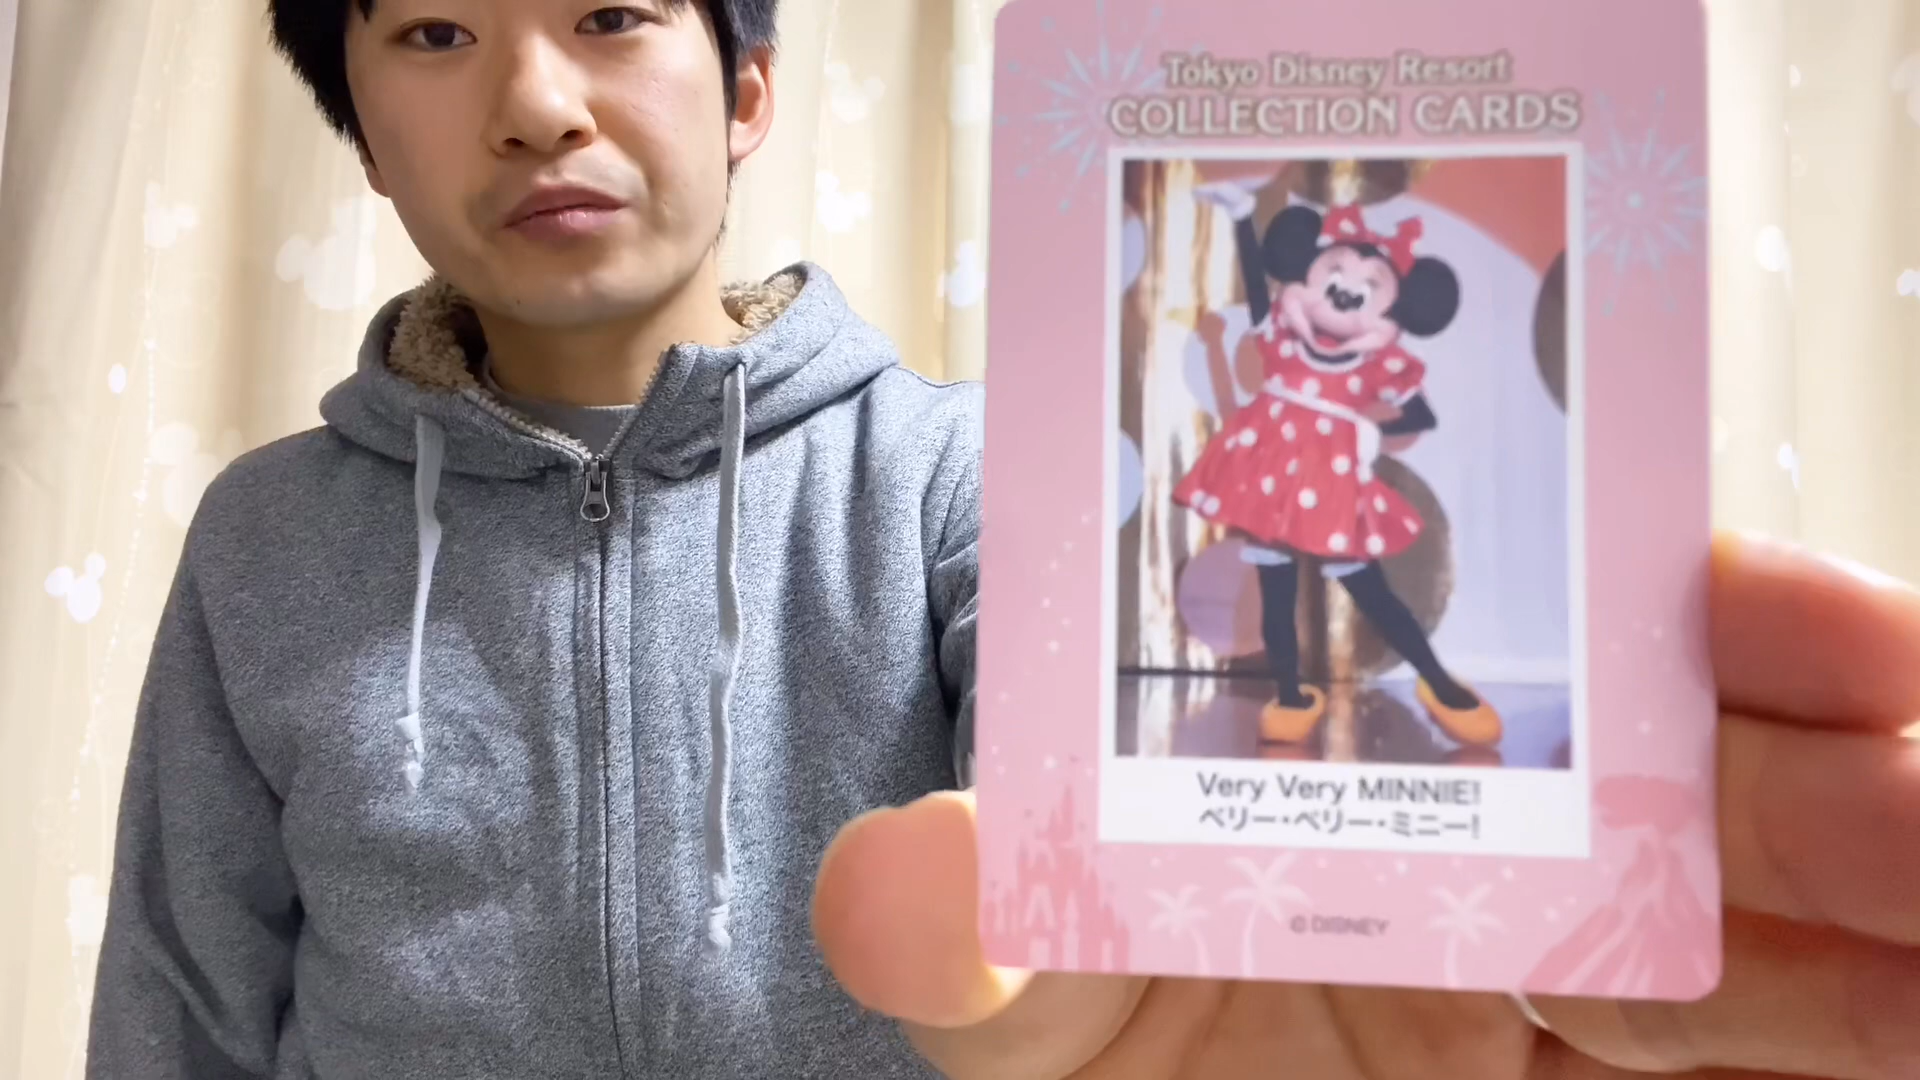 Tokyo Disney Resort
COLLECTION CARDS
Very Very MINNIE!
ベリー・ベリー・ミニー!
© DISNEY